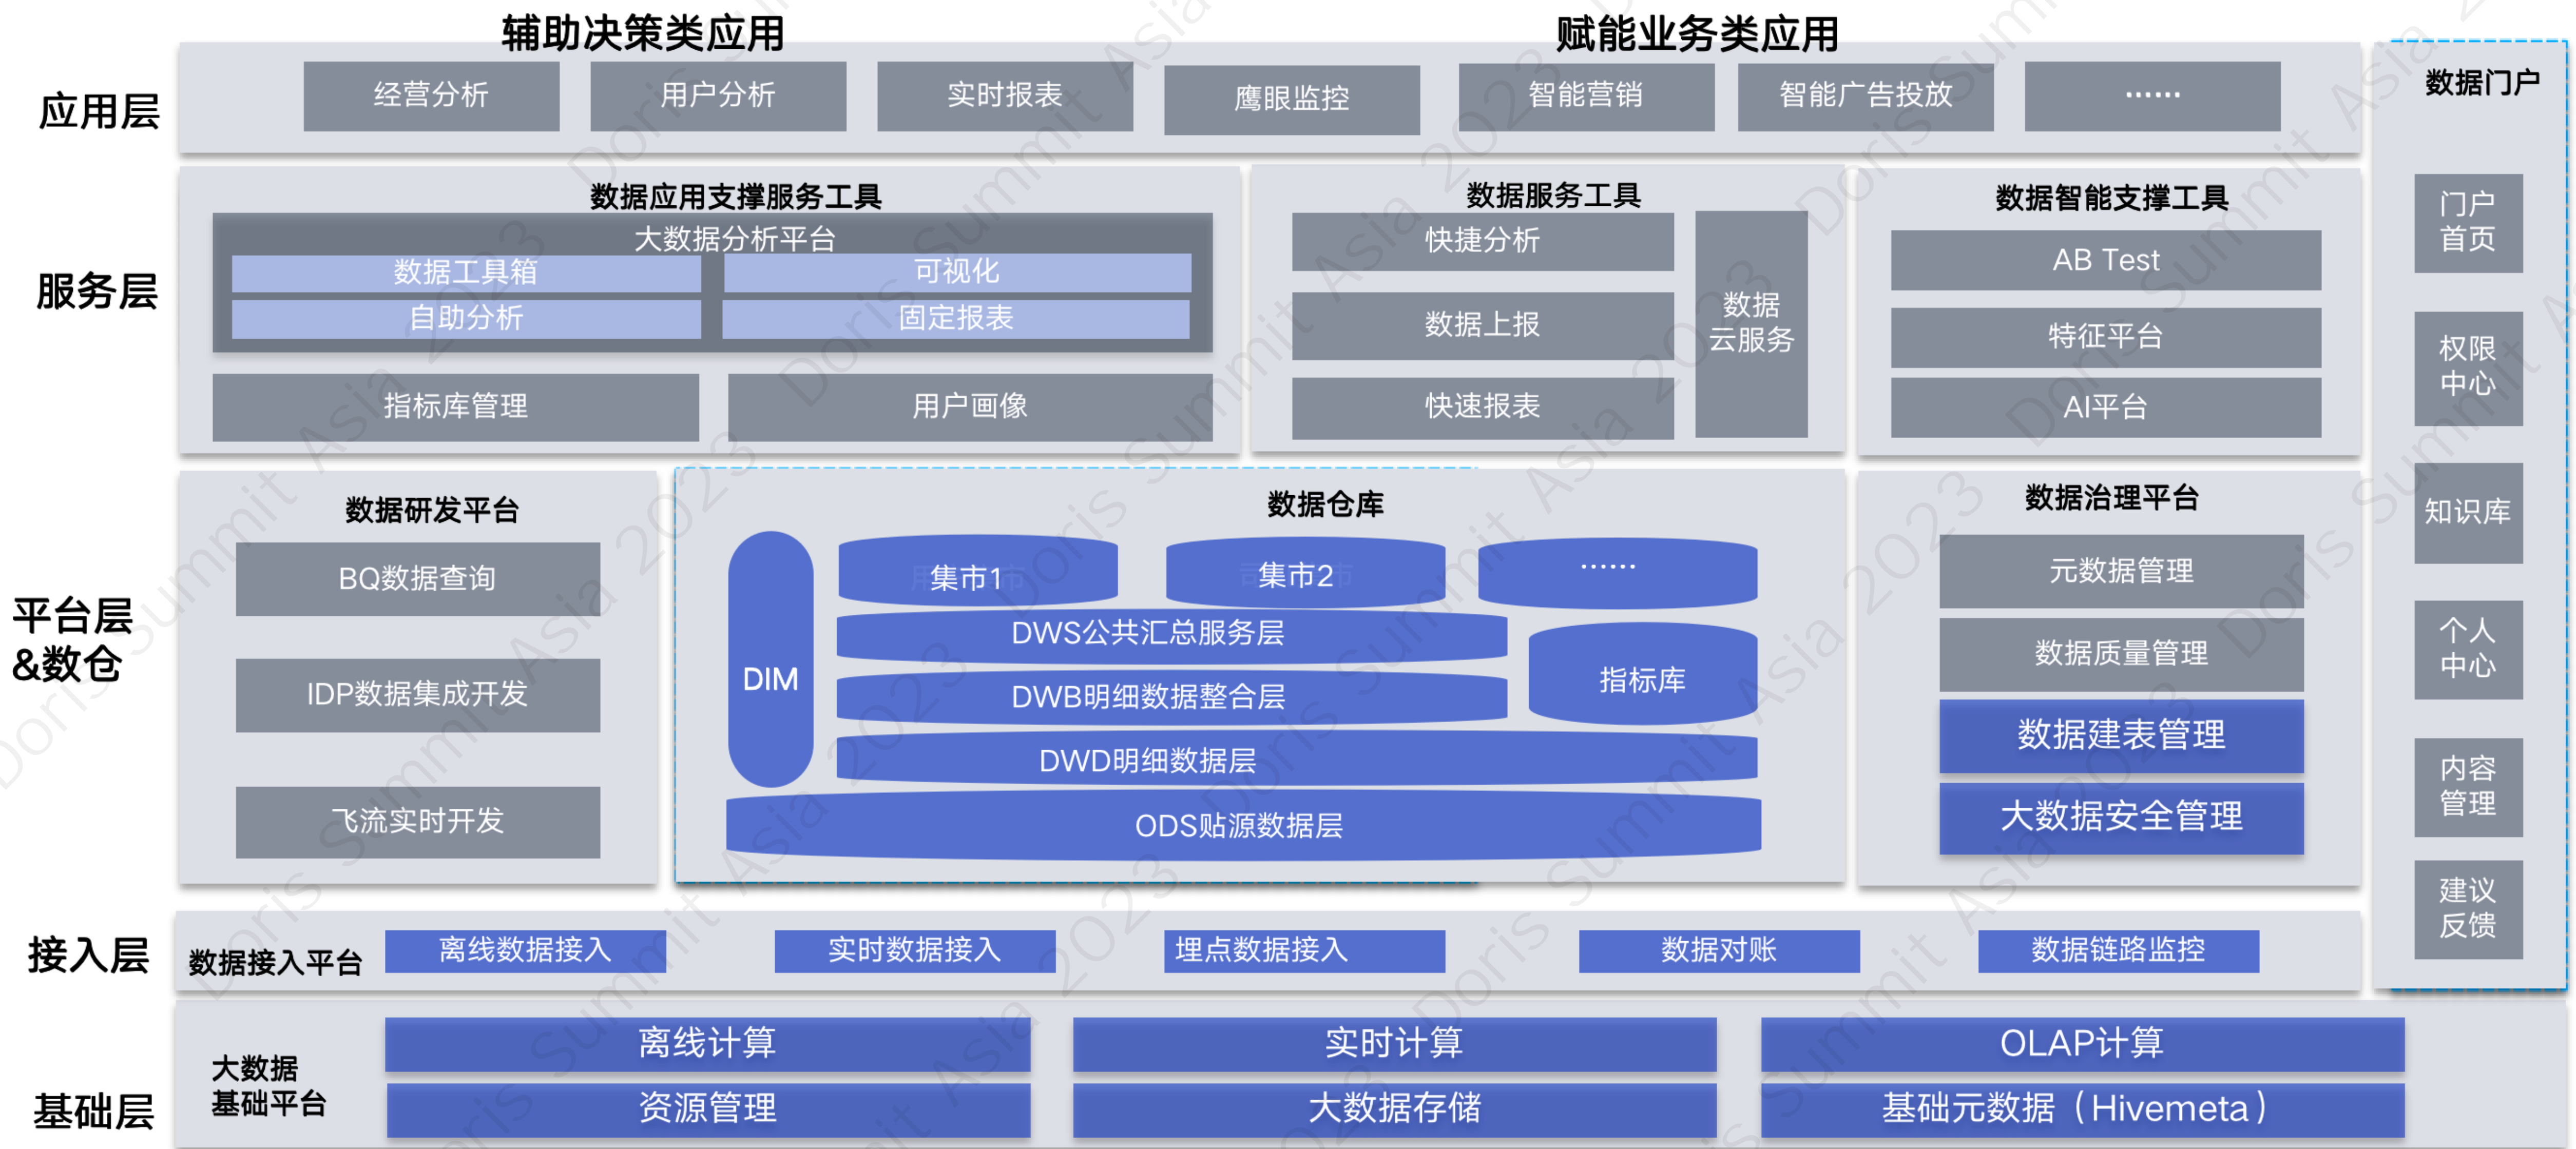 辅助决策类应用
赋能业务类应用
应用层
经营分析
用户分析
实时报表
鹰眼监控
智能营销
智能广告投放
……
服务层
数据应用支撑服务工具
大数据分析平台
数据工具箱
可视化
自助分析
固定报表
指标库管理
用户画像
数据服务工具
快捷分析
数据上报
快速报表
数据
云服务
数据智能支撑工具
AB Test
特征平台
AI平台
平台层
&数仓
数据研发平台
BQ数据查询
IDP数据集成开发
飞流实时开发
数据仓库
DIM
集市1
集市2
……
DWS公共汇总服务层
DWB明细数据整合层
指标库
DWD明细数据层
ODS贴源数据层
数据治理平台
元数据管理
数据质量管理
数据建表管理
大数据安全管理
接入层
数据接入平台
离线数据接入
实时数据接入
埋点数据接入
数据对账
数据链路监控
基础层
大数据
基础平台
离线计算
实时计算
OLAP计算
资源管理
大数据存储
基础元数据（Hivemeta）
数据门户
门户
首页
权限
中心
知识库
个人
中心
内容
管理
建议
反馈
Doris Summit Asia 2023